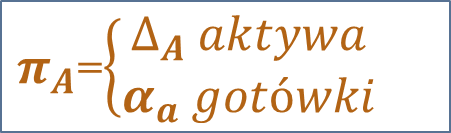 Δ_A aktywa
π_A={
α_a gotówki